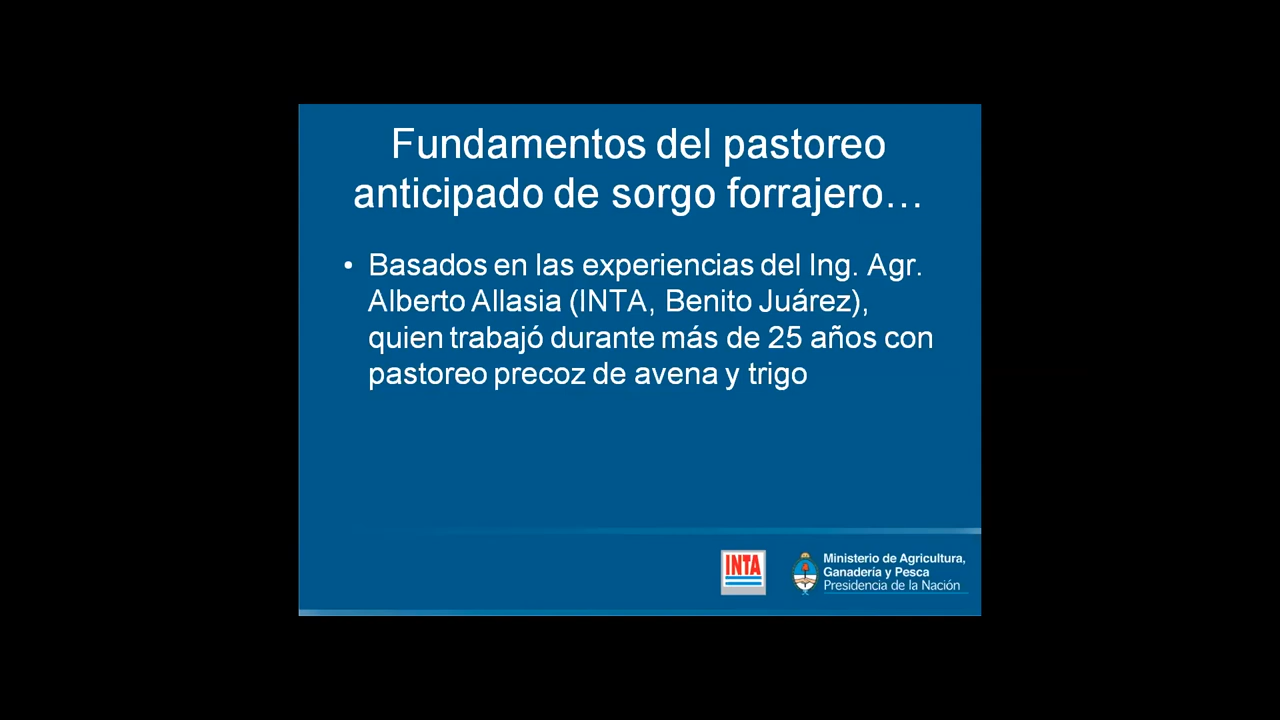 Fundamentos del pastoreo
anticipado de sorgo forrajero...
• Basados en las experiencias del Ing. Agr.
Alberto Allasia (INTA, Benito Juárez),
quien trabajó durante más de 25 años con
pastoreo precoz de avena y trigo
INTA
Ministerio de Agricultura,
Ganadería y Pesca
Presidencia de la Nación